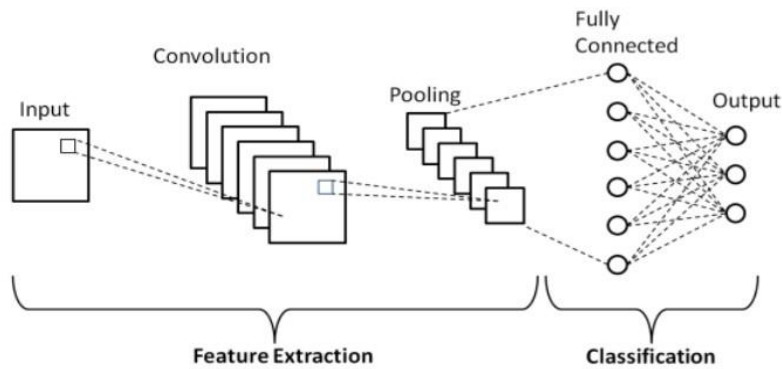 Input
Convolution
Pooling
Fully
Connected
Output
Feature Extraction
Classification